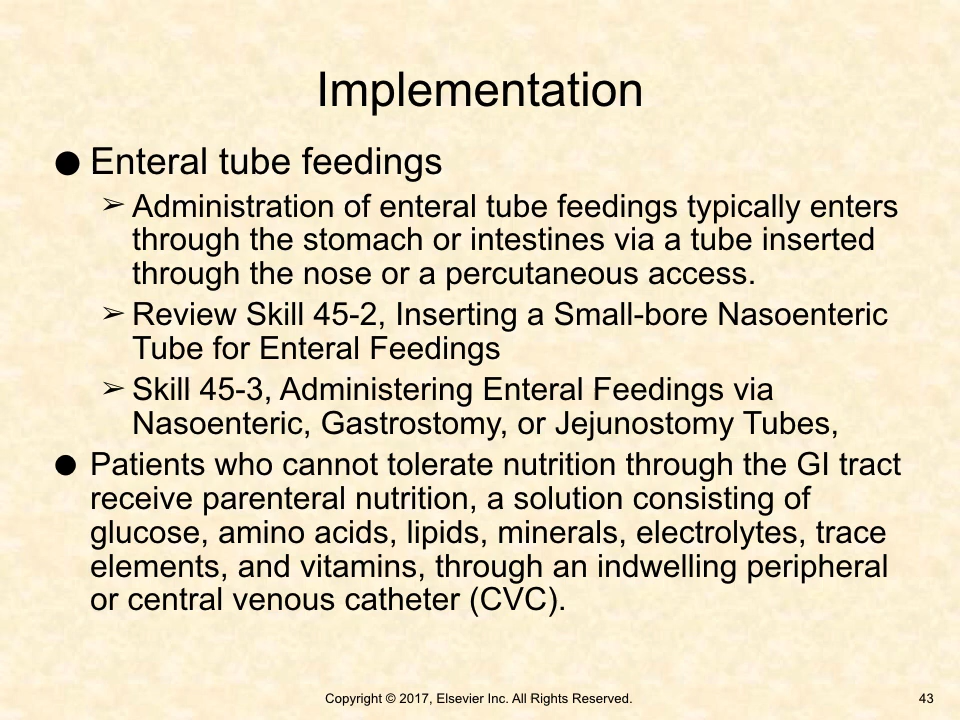 Implementation
● Enteral tube feedings
➢ Administration of enteral tube feedings typically enters
through the stomach or intestines via a tube inserted
through the nose or a percutaneous access.
➢ Review Skill 45-2, Inserting a Small-bore Nasoenteric
Tube for Enteral Feedings
➢ Skill 45-3, Administering Enteral Feedings via
Nasoenteric, Gastrostomy, or Jejunostomy Tubes,
● Patients who cannot tolerate nutrition through the GI tract
receive parenteral nutrition, a solution consisting of
glucose, amino acids, lipids, minerals, electrolytes, trace
elements, and vitamins, through an indwelling peripheral
or central venous catheter (CVC).
Copyright © 2017, Elsevier Inc. All Rights Reserved.
43